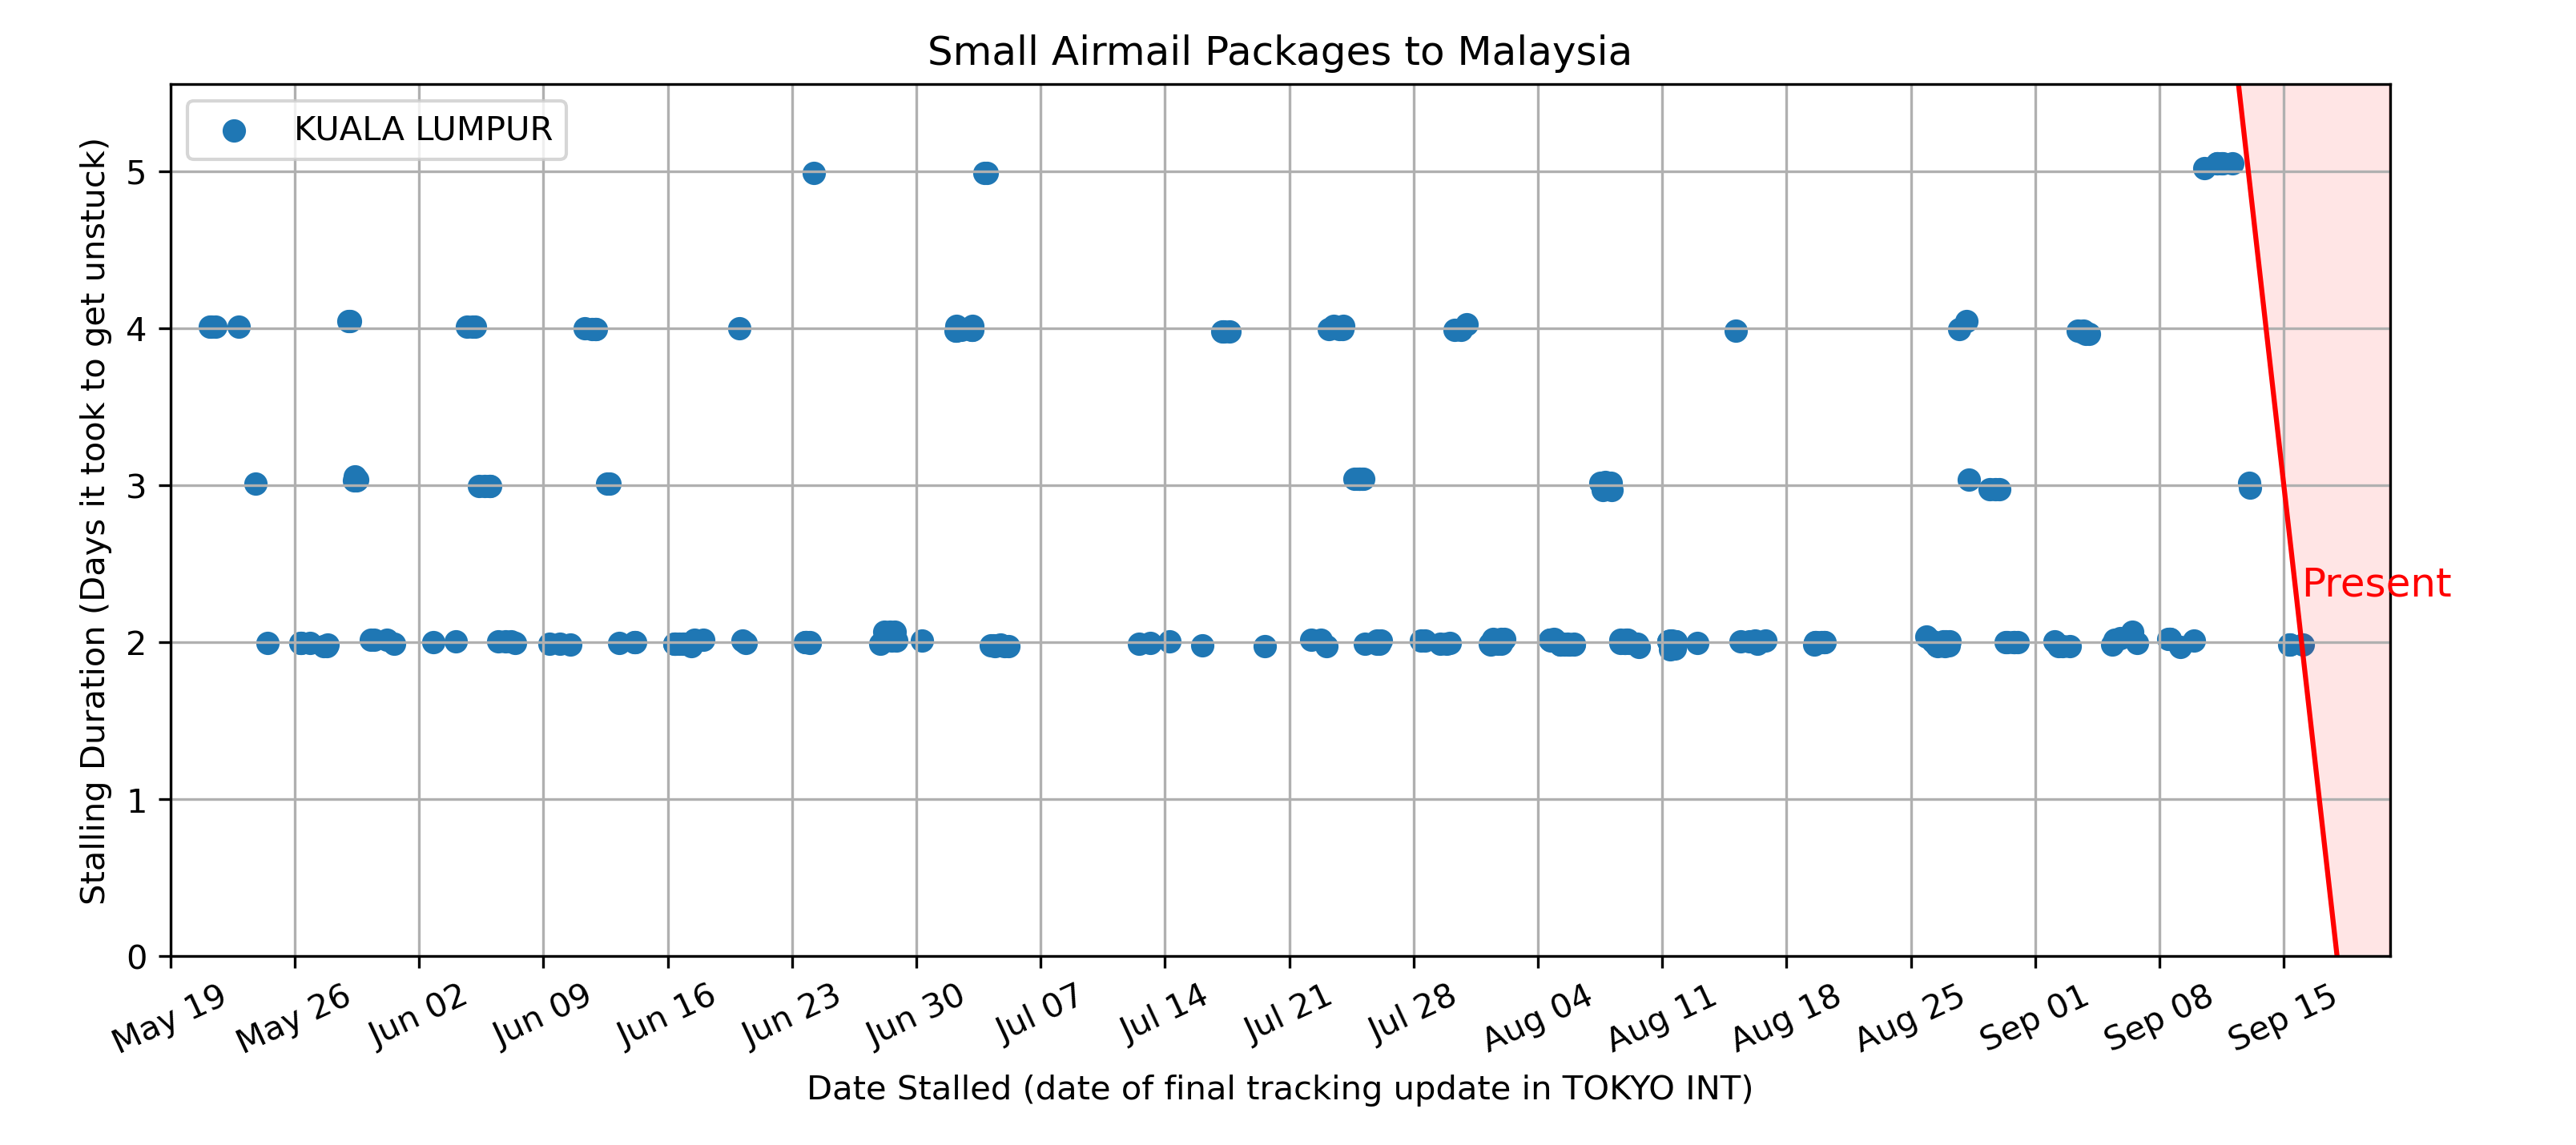 Small Airmail Packages to Malaysia
KUALA LUMPUR
Stalling Duration (Days it took to get unstuck)
5
4
3
2
1
0
Present
May 19
May 26
Jun 02
Jun 09
Jun 16
Jun 23
Jun 30
Jul 07
Jul 14
Jul 21
Jul 28
Aug 04
Aug 11
Aug 18
Aug 25
Sep 01
Sep 08
Sep 15
Date Stalled (date of final tracking update in TOKYO INT)